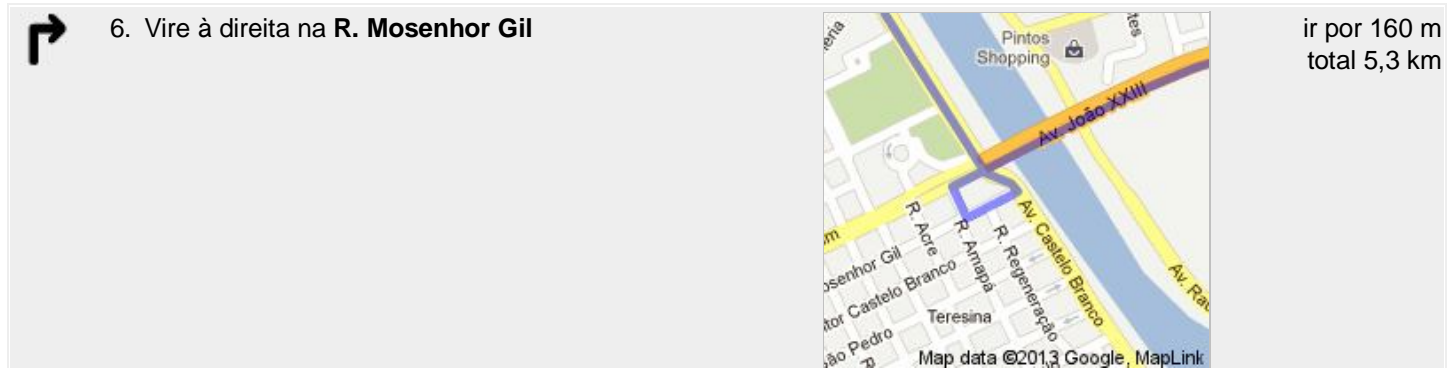 6. Vire à direita na R. Mosenhor Gil
ir por 160 m
total 5,3 km
Pintos
Shopping
Av. João XXIII
R. Acre
R. Amapá
R. Regeneração
Av. Castelo Branco
osenhor Gil
tor Castelo Branco
Teresina
ão Pedro
Map data ©2013 Google, MapLink